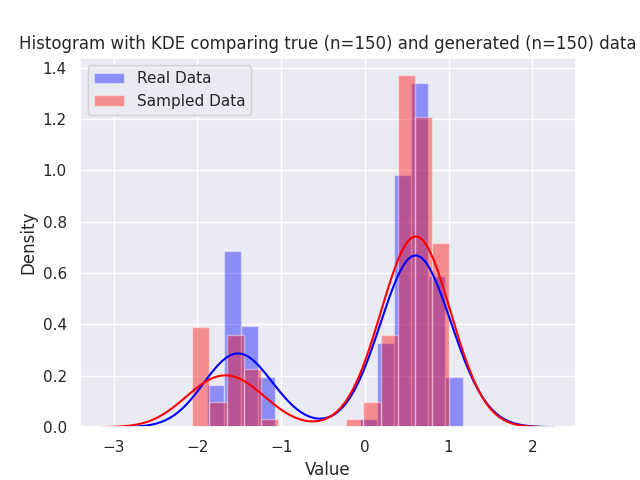 Histogram with KDE comparing true (n=150) and generated (n=150) data
Real Data
Sampled Data
1.4
1.2
1.0
0.8
0.6
0.4
0.2
0.0
Density
−3
−2
−1
0
1
2
Value